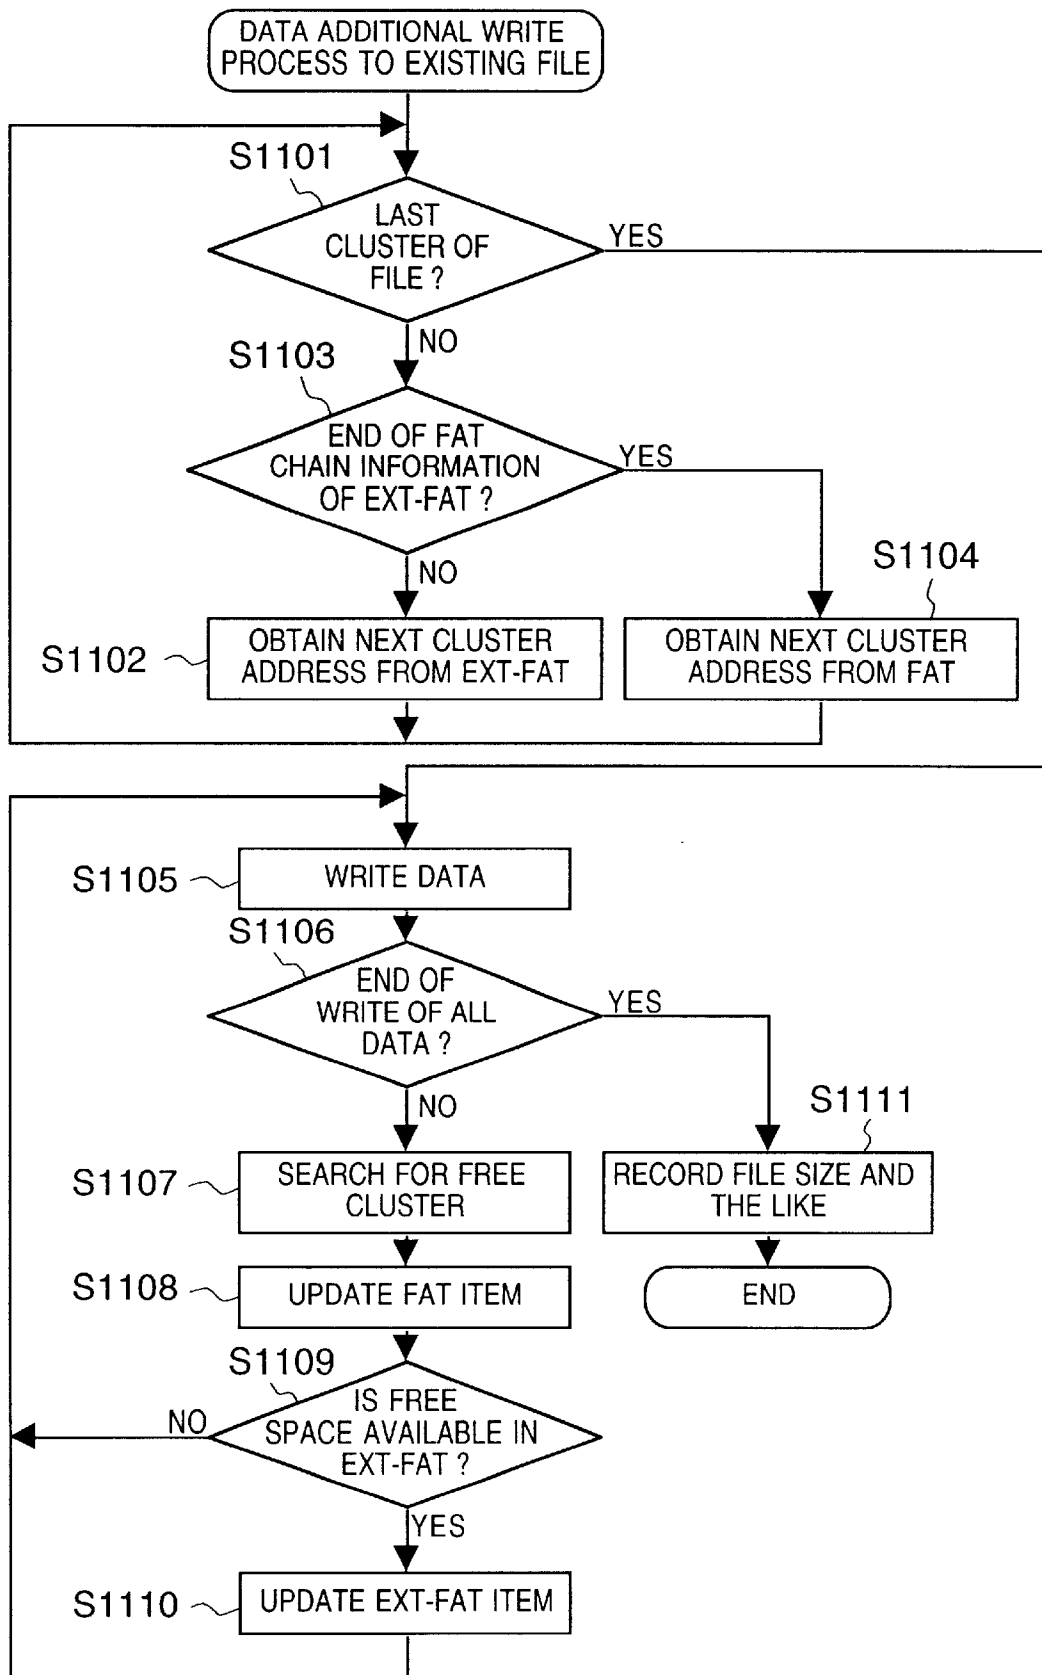 DATA ADDITIONAL WRITE
PROCESS TO EXISTING FILE
S1101
LAST
CLUSTER OF
FILE ?
YES
NO
S1103
END OF FAT
CHAIN INFORMATION
OF EXT-FAT ?
YES
NO
S1104
S1102
OBTAIN NEXT CLUSTER
ADDRESS FROM EXT-FAT
OBTAIN NEXT CLUSTER
ADDRESS FROM FAT
S1105
WRITE DATA
S1106
END OF
WRITE OF ALL
DATA ?
YES
NO
S1111
S1107
SEARCH FOR FREE
CLUSTER
RECORD FILE SIZE AND
THE LIKE
S1108
UPDATE FAT ITEM
END
S1109
IS FREE
SPACE AVAILABLE IN
EXT-FAT ?
NO
YES
S1110
UPDATE EXT-FAT ITEM